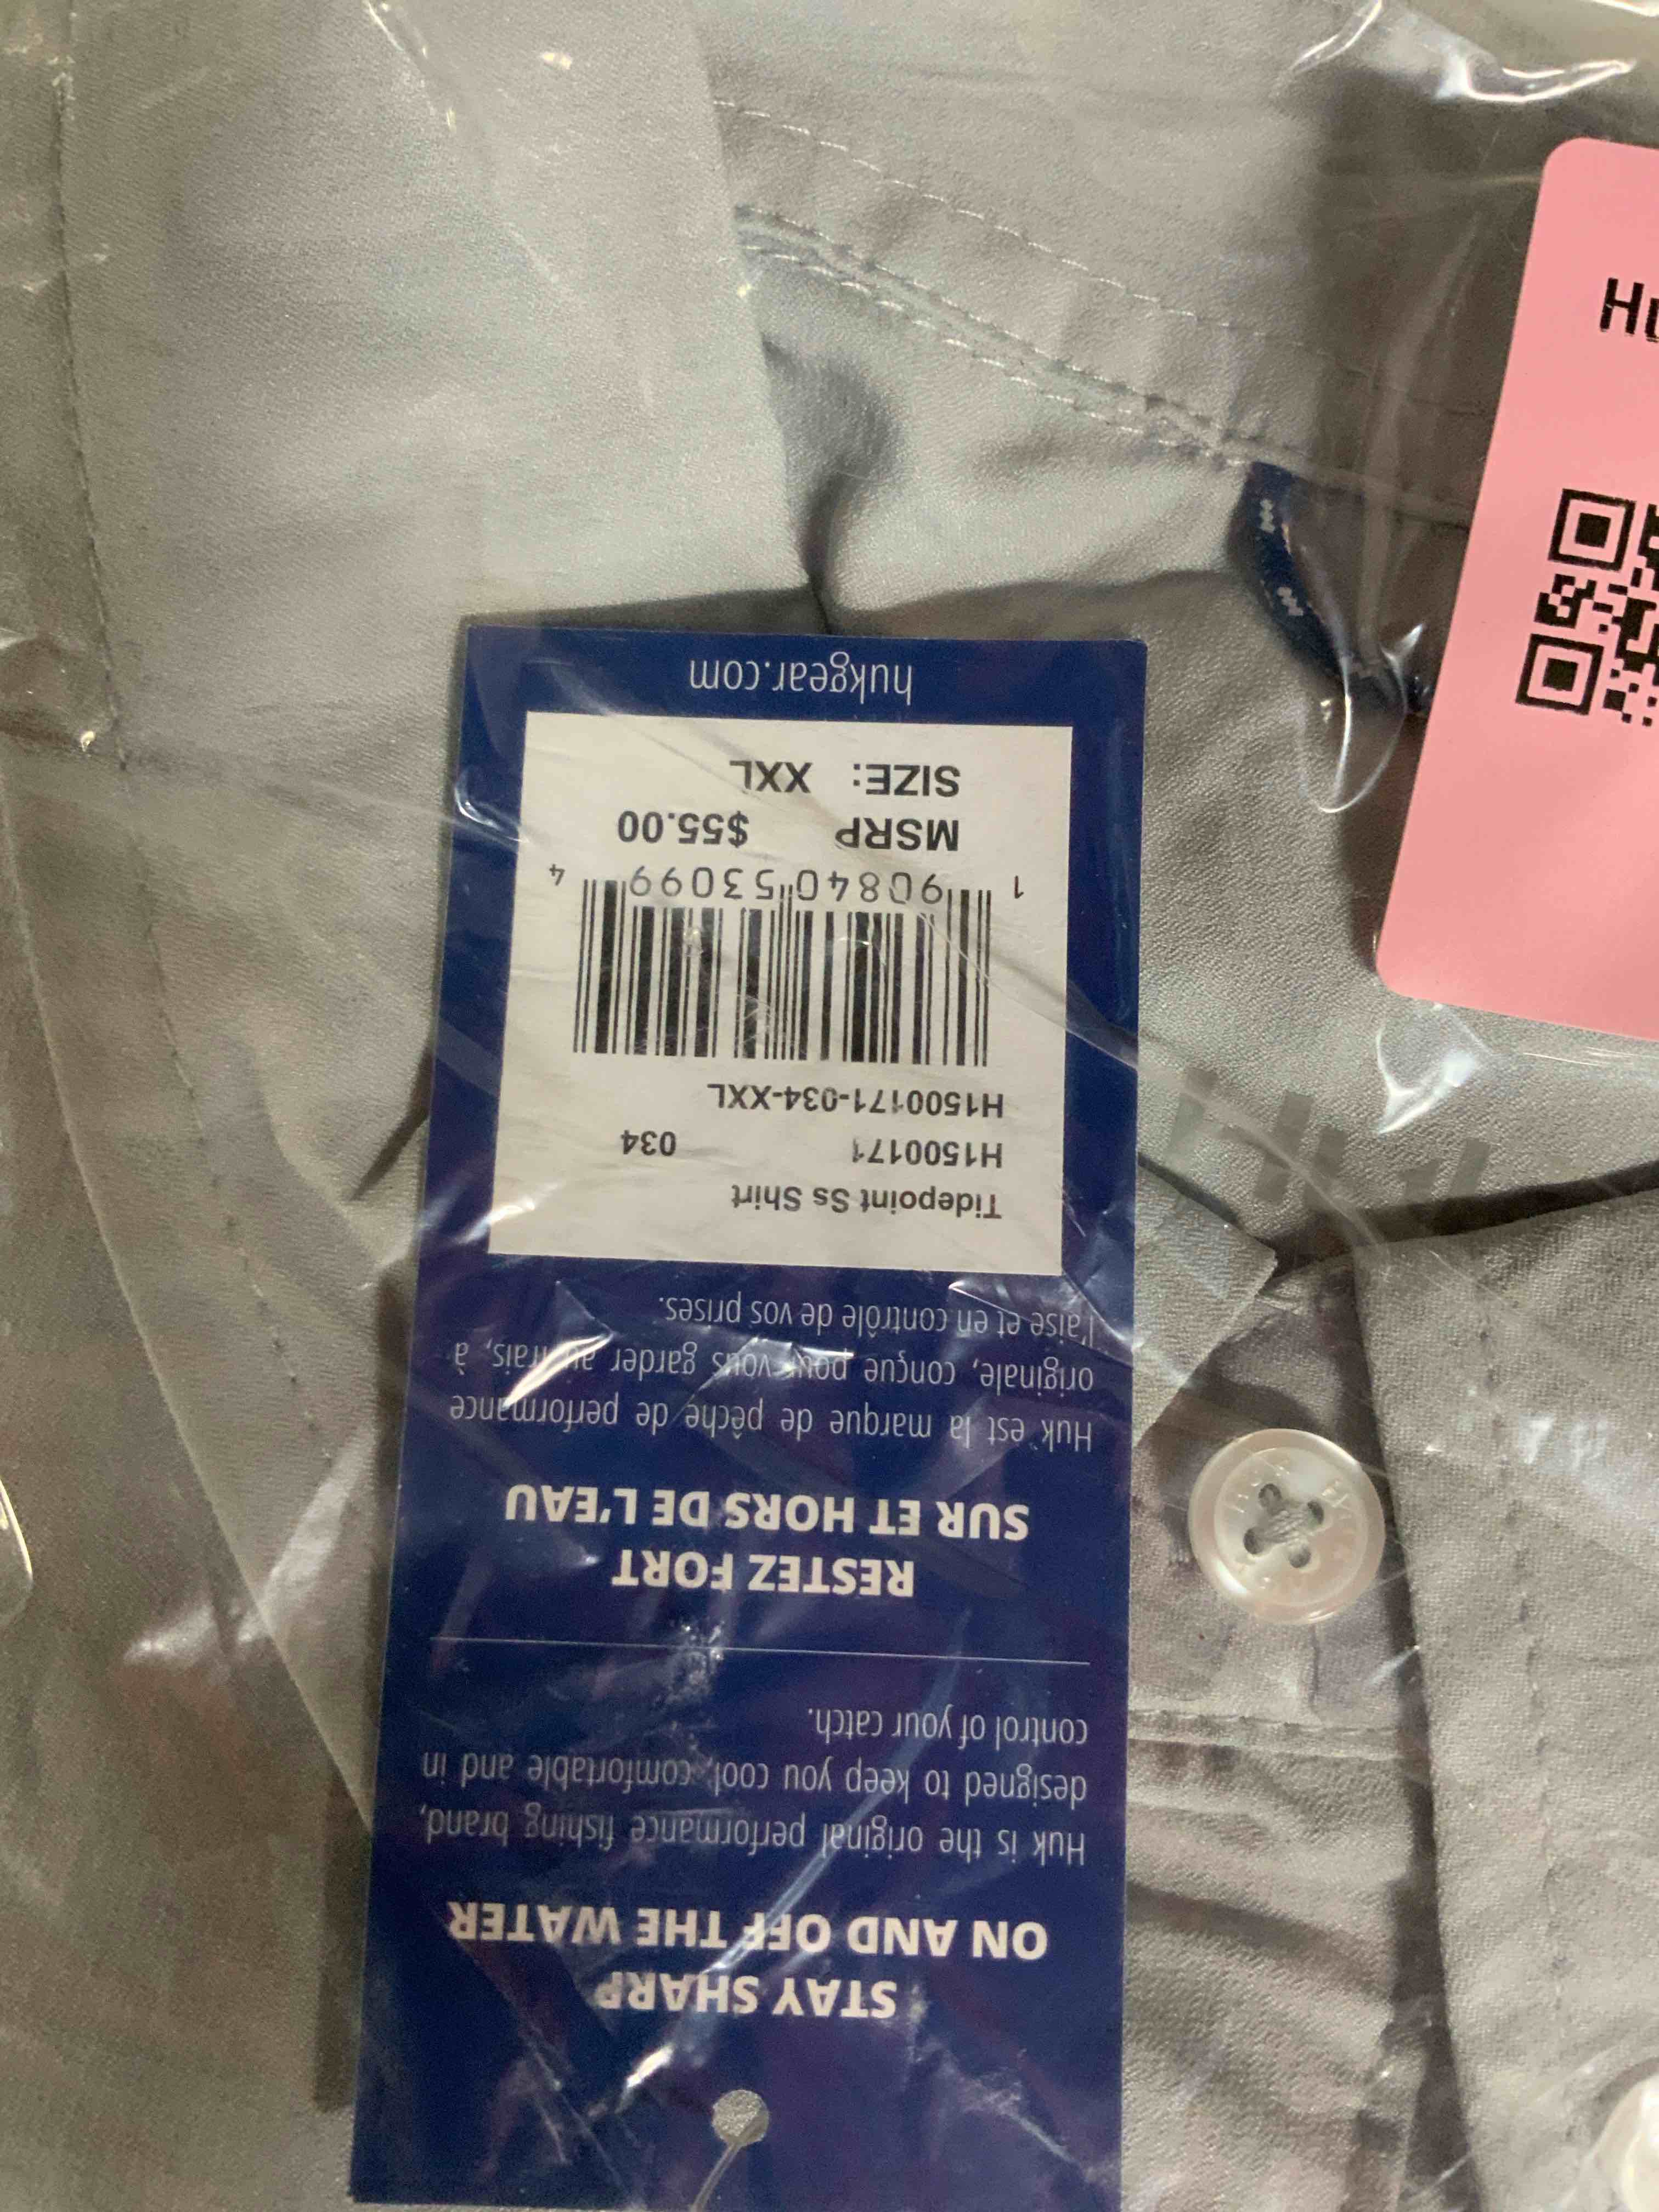 STAY SHARP
ON AND OFF THE WATER
Huk is the original performance fishing brand,
designed to keep you cool, comfortable and in
control of your catch.
RESTEZ FORT
SUR ET HORS DE L'EAU
Huk est la marque de pêche de performance
originale, conçue pour vous garder au frais, à
l'aise et en contrôle de vos prises.
Tidepoint Ss Shirt
H1500171 034
H1500171-034-XXL
1 90840 53099 4
MSRP $55.00
SIZE: XXL
hukgear.com